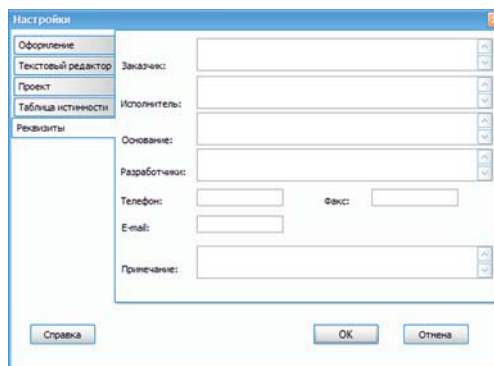 Настройки
Оформление
Текстовый редактор
Проект
Таблица истинности
Реквизиты
Заказчик:
Исполнитель:
Основание:
Разработчики:
Телефон:
Факс:
E-mail:
Примечание:
Справка
OK
Отмена